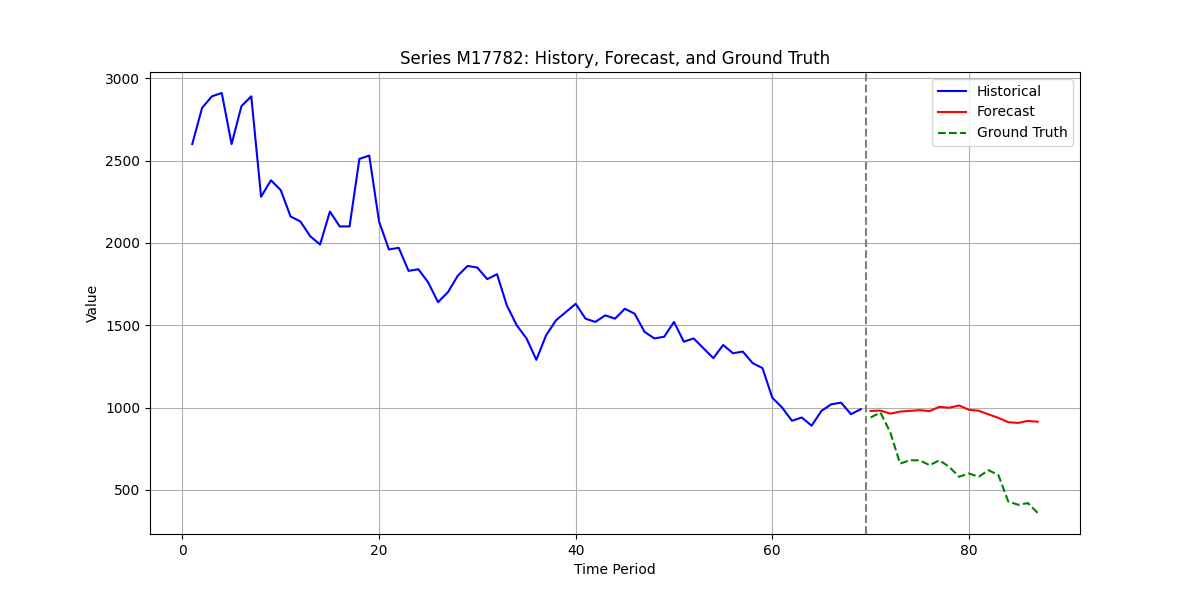 Series M17782: History, Forecast, and Ground Truth
Historical
Forecast
Ground Truth
3000
2500
2000
1500
1000
500
Value
0
20
40
60
80
Time Period